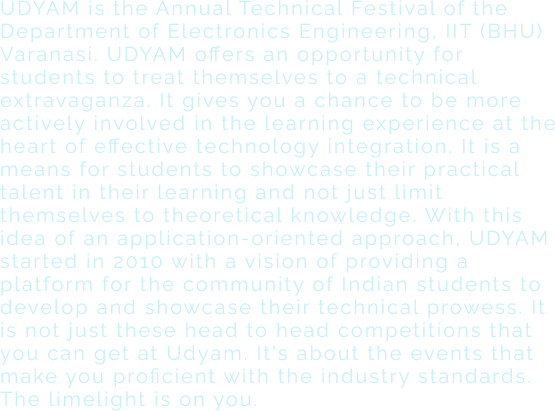 UDYAM is the Annual Technical Festival of the
Department of Electronics Engineering, IIT (BHU)
Varanasi. UDYAM offers an opportunity for
students to treat themselves to a technical
extravaganza. It gives you a chance to be more
actively involved in the learning experience at the
heart of effective technology integration. It is a
means for students to showcase their practical
talent in their learning and not just limit
themselves to theoretical knowledge. With this
idea of an application-oriented approach, UDYAM
started in 2010 with a vision of providing a
platform for the community of Indian students to
develop and showcase their technical prowess. It
is not just these head to head competitions that
you can get at Udyam. It's about the events that
make you proficient with the industry standards.
The limelight is on you.